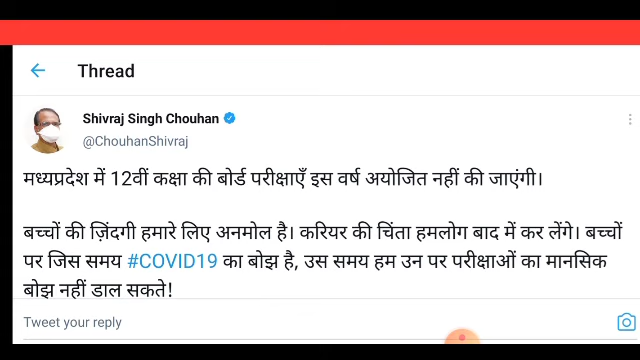 Thread
Shivraj Singh Chouhan
@ChouhanShivraj
मध्यप्रदेश में 12वीं कक्षा की बोर्ड परीक्षाएँ इस वर्ष अयोजित नहीं की जाएंगी।
बच्चों की ज़िंदगी हमारे लिए अनमोल है। करियर की चिंता हमलोग बाद में कर लेंगे। बच्चों
पर जिस समय #COVID19 का बोझ है, उस समय हम उन पर परीक्षाओं का मानसिक
बोझ नहीं डाल सकते!
Tweet your reply